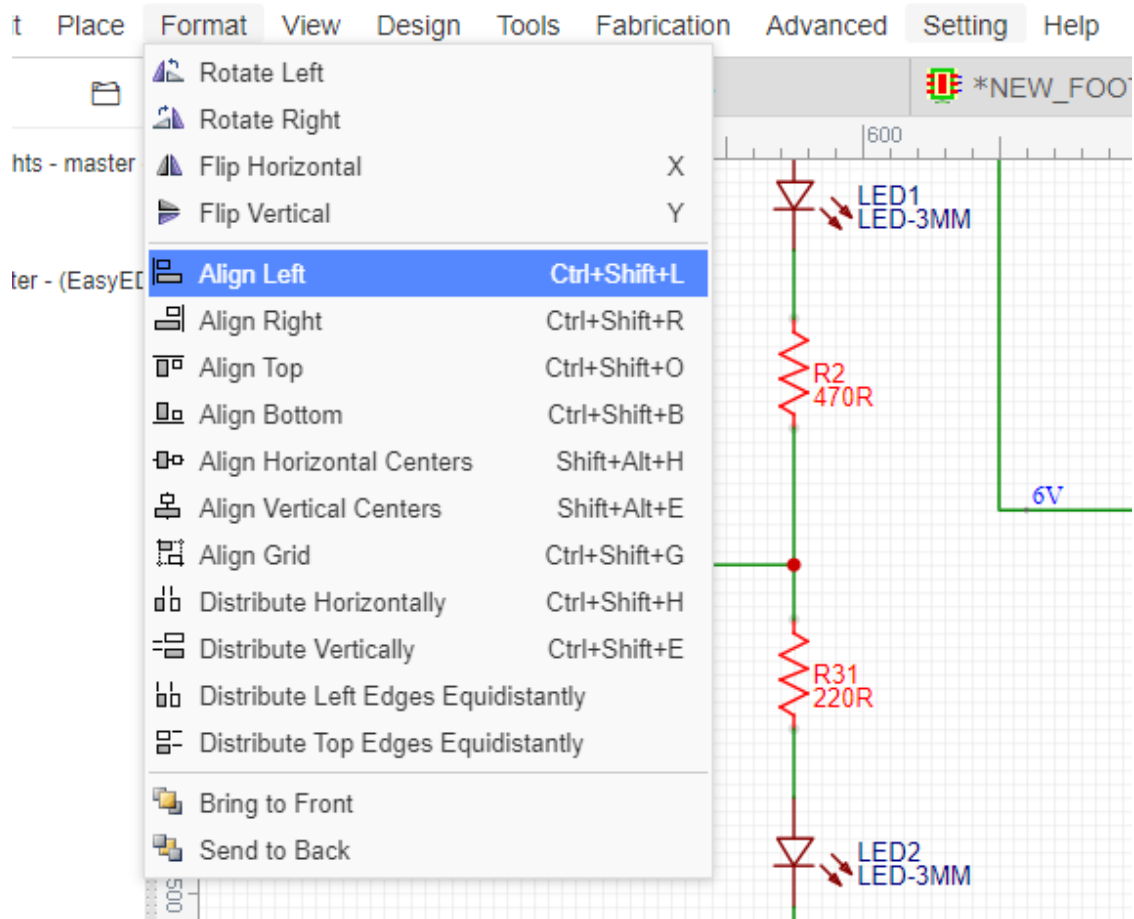 Place Format View Design Tools Fabrication Advanced Setting Help
Rotate Left
Rotate Right
Flip Horizontal X
Flip Vertical Y
Align Left Ctrl+Shift+L
Align Right Ctrl+Shift+R
Align Top Ctrl+Shift+O
Align Bottom Ctrl+Shift+B
Align Horizontal Centers Shift+Alt+H
Align Vertical Centers Shift+Alt+E
Align Grid Ctrl+Shift+G
Distribute Horizontally Ctrl+Shift+H
Distribute Vertically Ctrl+Shift+E
Distribute Left Edges Equidistantly
Distribute Top Edges Equidistantly
Bring to Front
Send to Back
hts - master
ter - (EasyED
*NEW_FOOT
600
LED1
LED-3MM
R2
470R
6V
R31
220R
LED2
LED-3MM
500